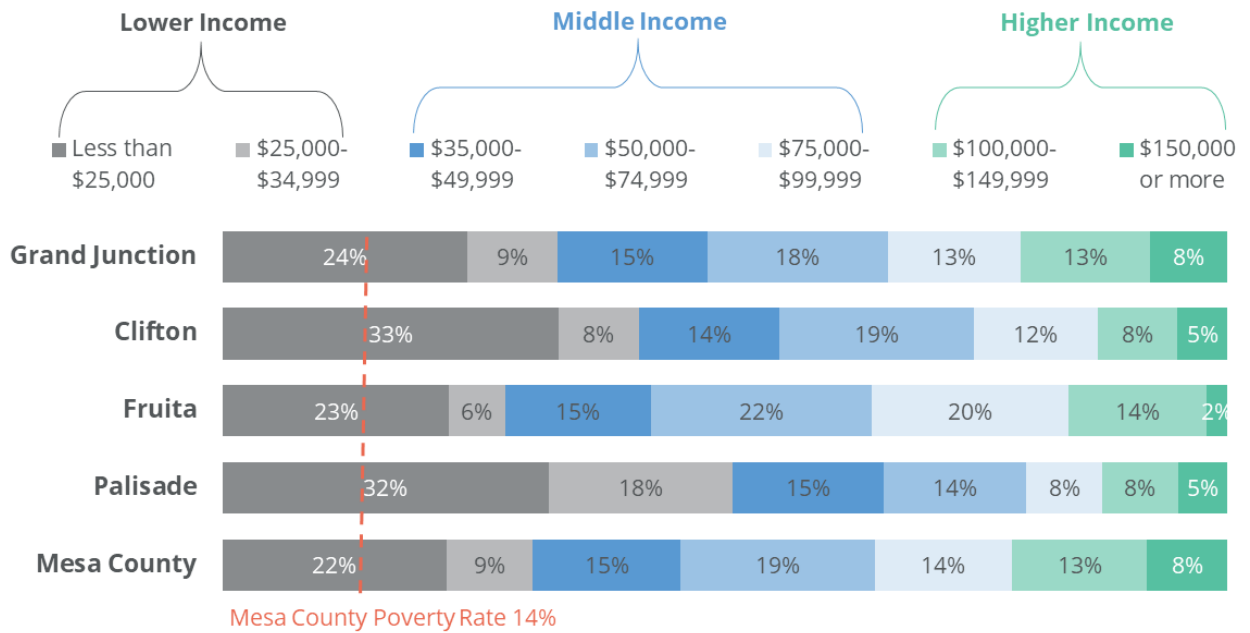 Lower Income Middle Income Higher Income
Less than $25,000- $35,000- $50,000- $75,000- $100,000- $150,000
$25,000 $34,999 $49,999 $74,999 $99,999 $149,999 or more
Grand Junction 24% 9% 15% 18% 13% 13% 8%
Clifton 33% 8% 14% 19% 12% 8% 5%
Fruita 23% 6% 15% 22% 20% 14% 2%
Palisade 32% 18% 15% 14% 8% 8% 5%
Mesa County 22% 9% 15% 19% 14% 13% 8%
Mesa County Poverty Rate 14%